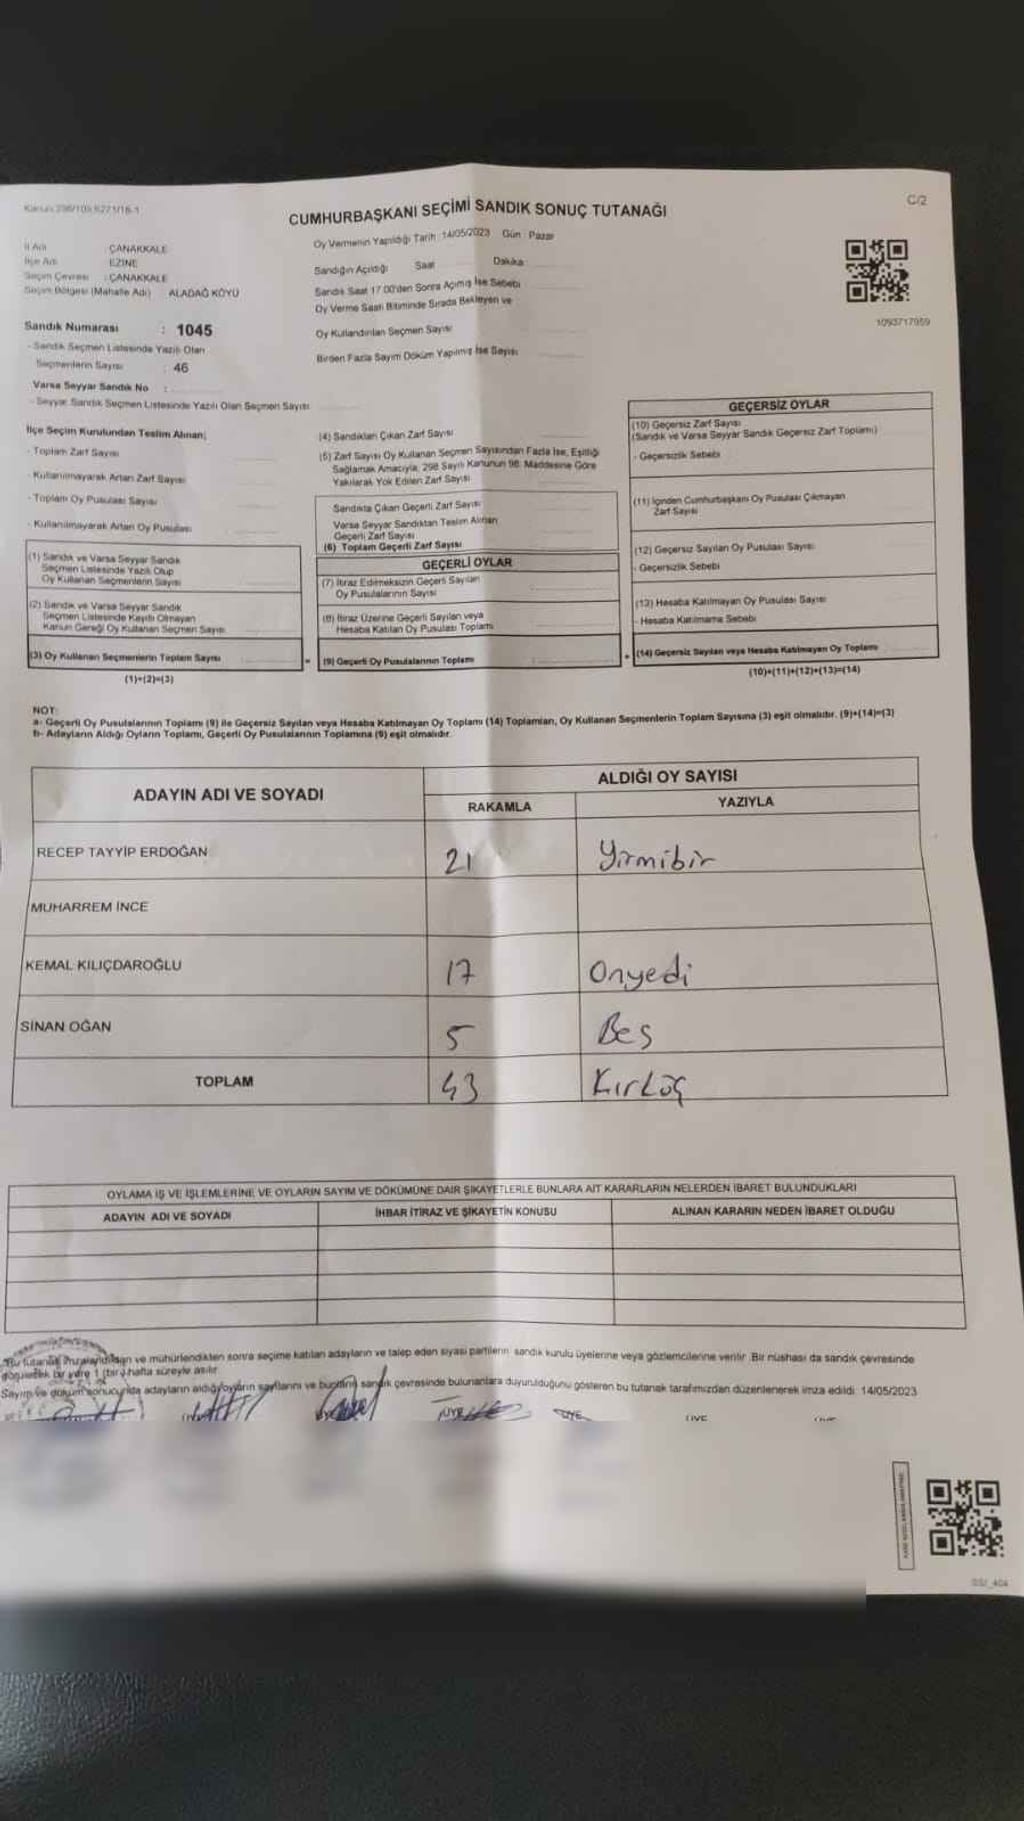 Kanun 298/105,6271/16-1
C/2
CUMHURBAŞKANI SEÇİMİ SANDIK SONUÇ TUTANAĞI
Oy Vermenin Yapıldığı Tarih :14/05/2023 Gün : Pazar
İl Adı : ÇANAKKALE
İlçe Adı : EZİNE
Seçim Çevresi : ÇANAKKALE
Seçim Bölgesi (Mahalle Adı) ALADAĞ KÖYÜ
Sandığın Açıldığı Saat Dakika
Sandık Saat 17.00'den Sonra Açımış İse Sebebi
Oy Verme Saati Bitiminde Sırada Bekleyen ve
Oy Kullandırılan Seçmen Sayısı
Birden Fazla Sayım Döküm Yapılmış İse Sayısı
1093717959
Sandık Numarası : 1045
- Sandık Seçmen Listesinde Yazılı Olan
Seçmenlerin Sayısı : 46
Varsa Seyyar Sandık No :
- Seyyar Sandık Seçmen Listesinde Yazılı Olan Seçmen Sayısı
İlçe Seçim Kurulundan Teslim Alınan;
- Toplam Zarf Sayısı
- Kullanılmayarak Artan Zarf Sayısı
- Toplam Oy Pusulası Sayısı
- Kullanılmayarak Artan Oy Pusulası
(1) Sandık ve Varsa Seyyar Sandık
Seçmen Listesinde Yazılı Olup
Oy Kullanan Seçmenlerin Sayısı
(2) Sandık ve Varsa Seyyar Sandık
Seçmen Listesinde Kayıtlı Olmayan
Kanun Gereği Oy Kullanan Seçmen Sayısı
(3) Oy Kullanan Seçmenlerin Toplam Sayısı
(1)+(2)=(3)
(4) Sandıktan Çıkan Zarf Sayısı
(5) Zarf Sayısı Oy Kullanan Seçmen Sayısından Fazla İse, Eşitliği
Sağlamak Amacıyla, 298 Sayılı Kanunun 98. Maddesine Göre
Yakılarak Yok Edilen Zarf Sayısı
Sandıkta Çıkan Geçerli Zarf Sayısı
Varsa Seyyar Sandıktan Teslim Alınan
Geçerli Zarf Sayısı
(6) Toplam Geçerli Zarf Sayısı
GEÇERLİ OYLAR
(7) İtiraz Edilmeksizin Geçerli Sayılan
Oy Pusulalarının Sayısı
(8) İtiraz Üzerine Geçerli Sayılan veya
Hesaba Katılan Oy Pusulası Toplamı
= (9) Geçerli Oy Pusulalarının Toplamı
GEÇERSİZ OYLAR
(10) Geçersiz Zarf Sayısı
(Sandık ve Varsa Seyyar Sandık Geçersiz Zarf Toplamı)
- Geçersizlik Sebebi
(11) İçinden Cumhurbaşkanı Oy Pusulası Çıkmayan
Zarf Sayısı
(12) Geçersiz Sayılan Oy Pusulası Sayısı
- Geçersizlik Sebebi
(13) Hesaba Katılmayan Oy Pusulası Sayısı
- Hesaba Katılmama Sebebi
+ (14) Geçersiz Sayılan veya Hesaba Katılmayan Oy Toplamı
(10)+(11)+(12)+(13)=(14)
NOT:
a- Geçerli Oy Pusulalarının Toplamı (9) ile Geçersiz Sayılan veya Hesaba Katılmayan Oy Toplamı (14) Toplamları, Oy Kullanan Seçmenlerin Toplam Sayısına (3) eşit olmalıdır. (9)+(14)=(3)
b- Adayların Aldığı Oyların Toplamı, Geçerli Oy Pusulalarının Toplamına (9) eşit olmalıdır.
ADAYIN ADI VE SOYADI
ALDIĞI OY SAYISI
RAKAMLA YAZIYLA
RECEP TAYYİP ERDOĞAN 21 Yirmibir
MUHARREM İNCE
KEMAL KILIÇDAROĞLU 17 Onyedi
SİNAN OĞAN 5 Beş
TOPLAM 43 Kırküç
OYLAMA İŞ VE İŞLEMLERİNE VE OYLARIN SAYIM VE DÖKÜMÜNE DAİR ŞİKAYETLERLE BUNLARA AİT KARARLARIN NELERDEN İBARET BULUNDUKLARI
ADAYIN ADI VE SOYADI İHBAR İTİRAZ VE ŞİKAYETİN KONUSU ALINAN KARARIN NEDEN İBARET OLDUĞU
Bu tutanak imzalandıktan ve mühürlendikten sonra seçime katılan adayların ve talep eden siyasi partilerin sandık kurulu üyelerine veya gözlemcilerine verilir. Bir nüshası da sandık çevresinde
görülebilecek bir yere 1 (bir) hafta süreyle asılır.
Sayım ve döküm sonucunda adayların aldığı oyların sayılarını ve bunların sandık çevresinde bulunanlara duyurulduğunu gösteren bu tutanak tarafımızdan düzenlenerek imza edildi. 14/05/2023
ÜYE ÜYE ÜYE ÜYE